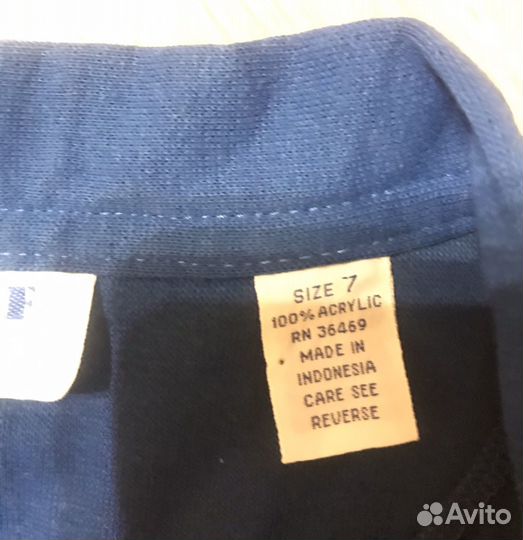 SIZE 7
100% ACRYLIC
RN 36469
MADE IN
INDONESIA
CARE SEE
REVERSE
Avito